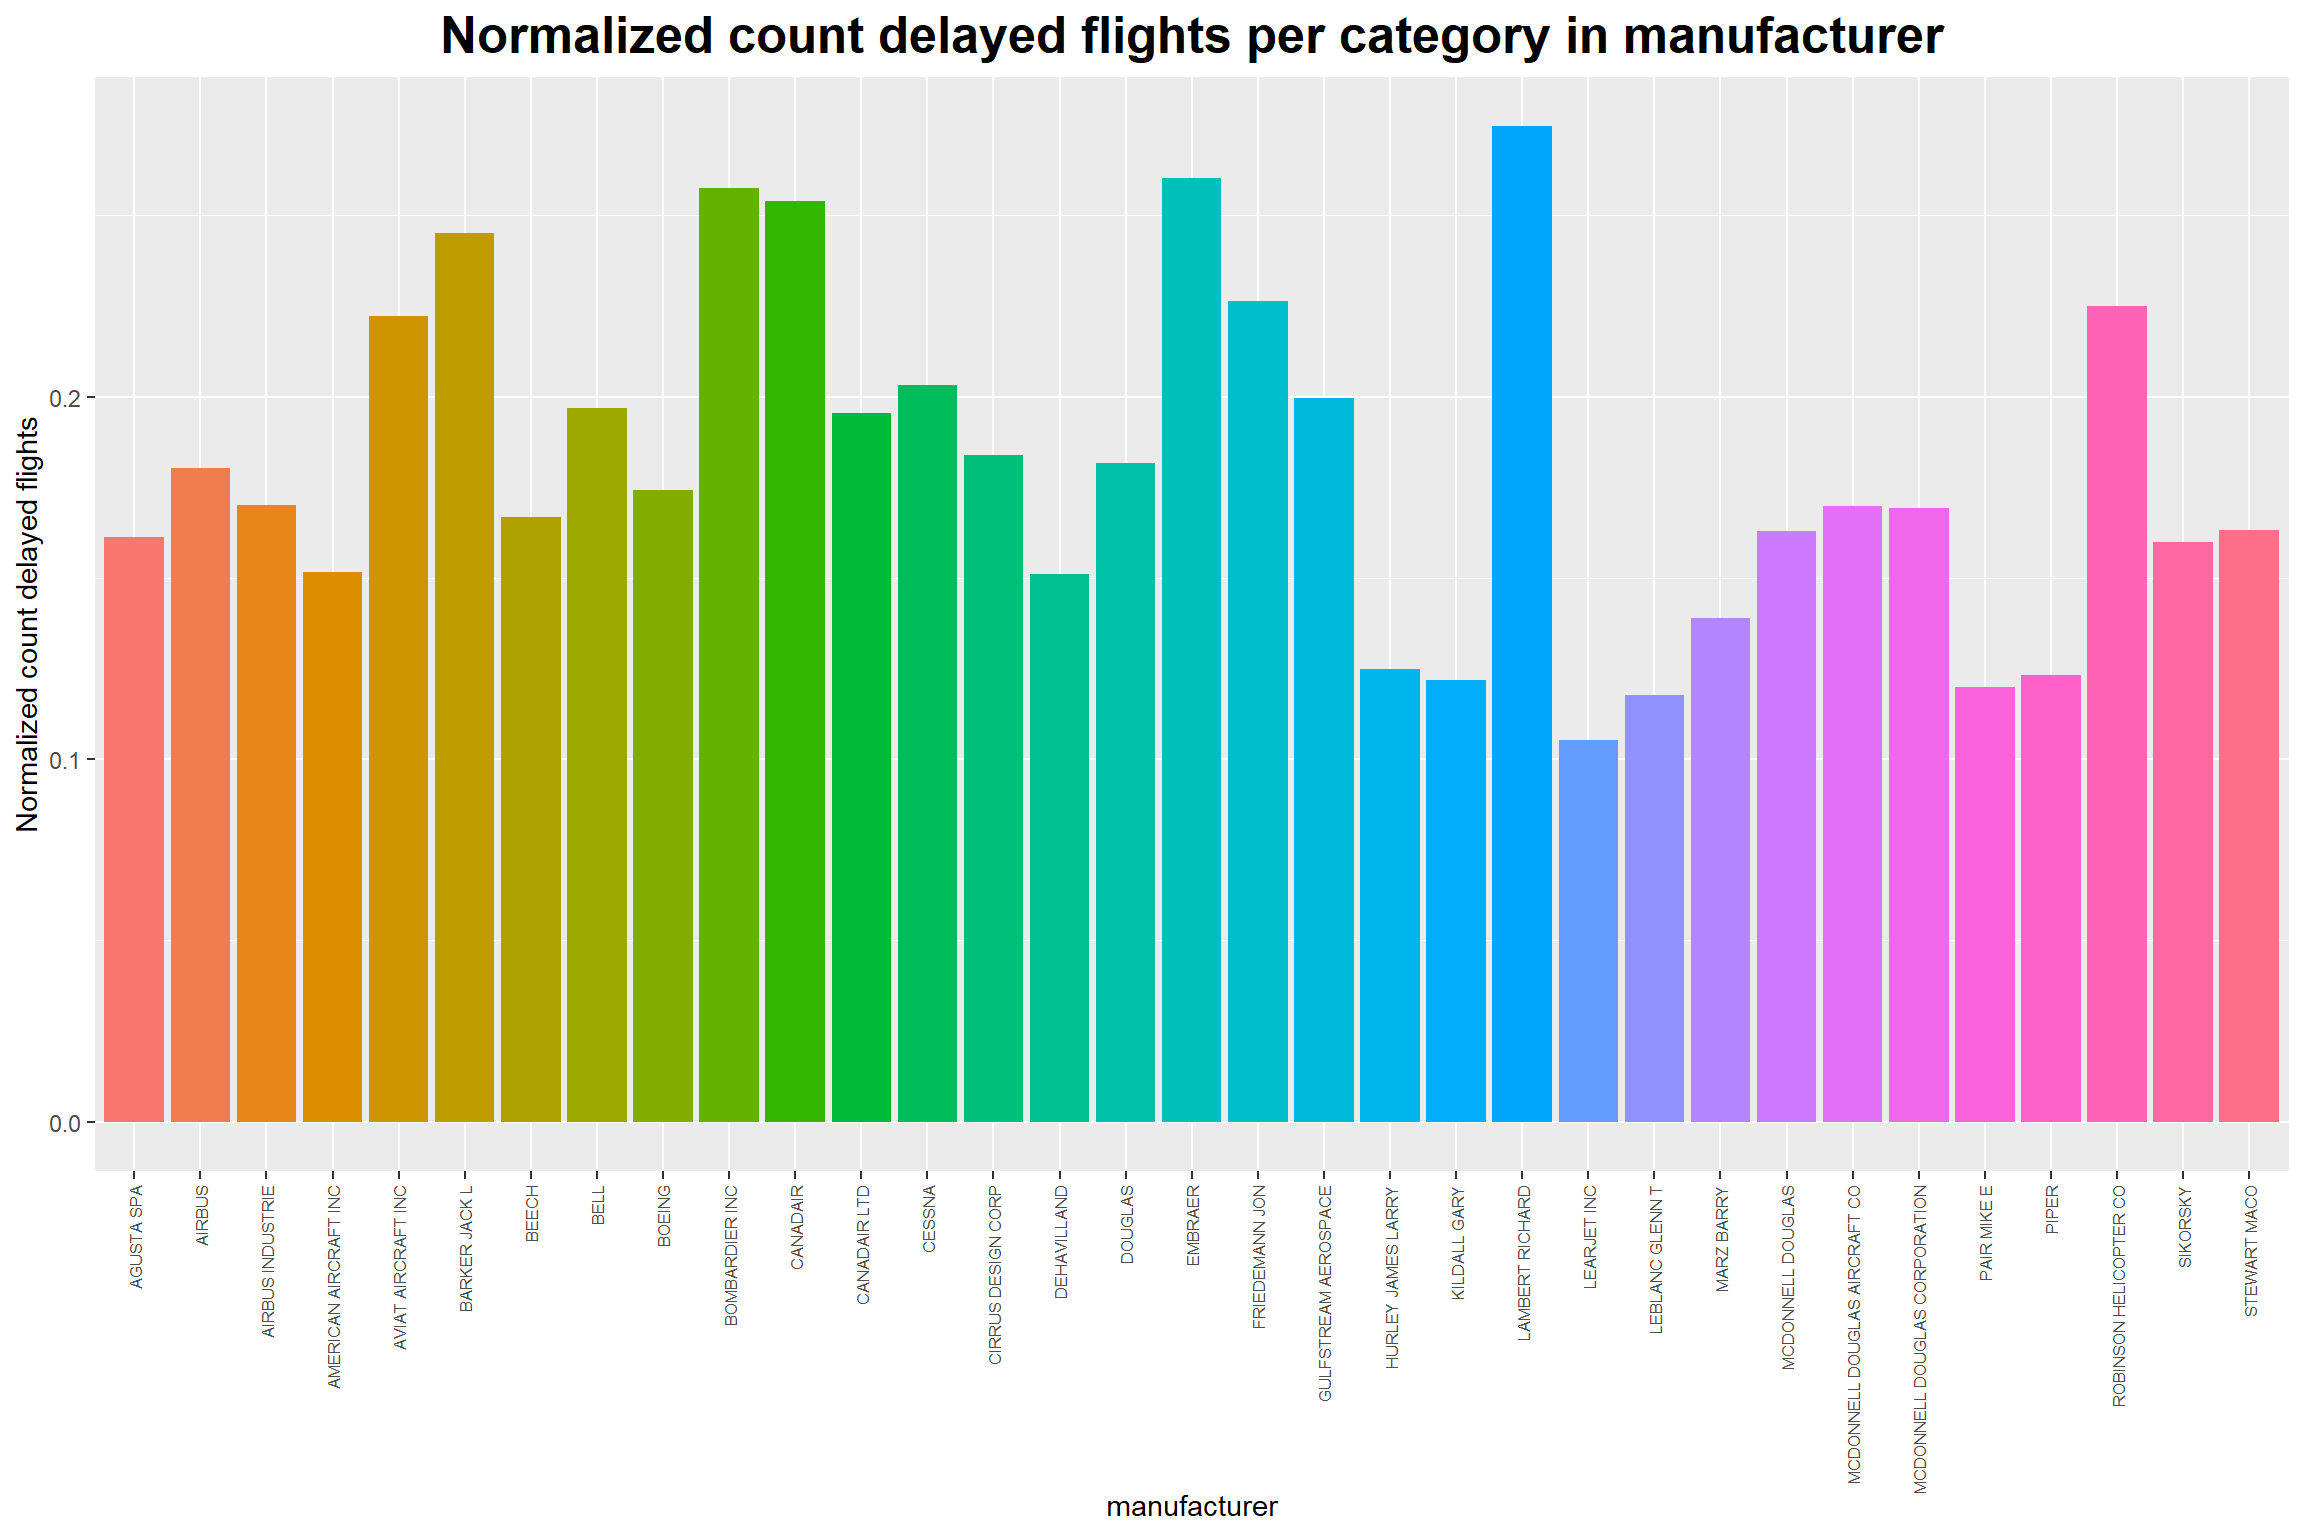 Normalized count delayed flights per category in manufacturer
Normalized count delayed flights
0.2
0.1
0.0
AGUSTA SPA
AIRBUS
AIRBUS INDUSTRIE
AMERICAN AIRCRAFT INC
AVIAT AIRCRAFT INC
BARKER JACK L
BEECH
BELL
BOEING
BOMBARDIER INC
CANADAIR
CANADAIR LTD
CESSNA
CIRRUS DESIGN CORP
DEHAVILLAND
DOUGLAS
EMBRAER
FRIEDEMANN JON
GULFSTREAM AEROSPACE
HURLEY JAMES LARRY
KILDALL GARY
LAMBERT RICHARD
LEARJET INC
LEBLANC GLENN T
MARZ BARRY
MCDONNELL DOUGLAS
MCDONNELL DOUGLAS AIRCRAFT CO
MCDONNELL DOUGLAS CORPORATION
PAIR MIKE E
PIPER
ROBINSON HELICOPTER CO
SIKORSKY
STEWART MACO
manufacturer